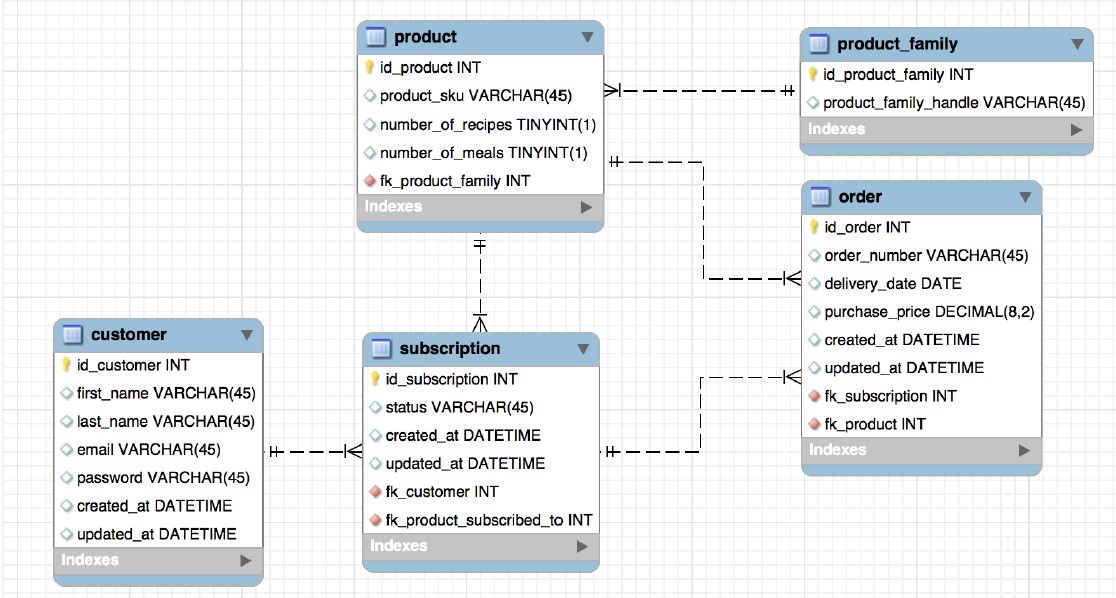 product
id_product INT
product_sku VARCHAR(45)
number_of_recipes TINYINT(1)
number_of_meals TINYINT(1)
fk_product_family INT
Indexes
product_family
id_product_family INT
product_family_handle VARCHAR(45)
Indexes
order
id_order INT
order_number VARCHAR(45)
delivery_date DATE
purchase_price DECIMAL(8,2)
created_at DATETIME
updated_at DATETIME
fk_subscription INT
fk_product INT
Indexes
customer
id_customer INT
first_name VARCHAR(45)
last_name VARCHAR(45)
email VARCHAR(45)
password VARCHAR(45)
created_at DATETIME
updated_at DATETIME
Indexes
subscription
id_subscription INT
status VARCHAR(45)
created_at DATETIME
updated_at DATETIME
fk_customer INT
fk_product_subscribed_to INT
Indexes